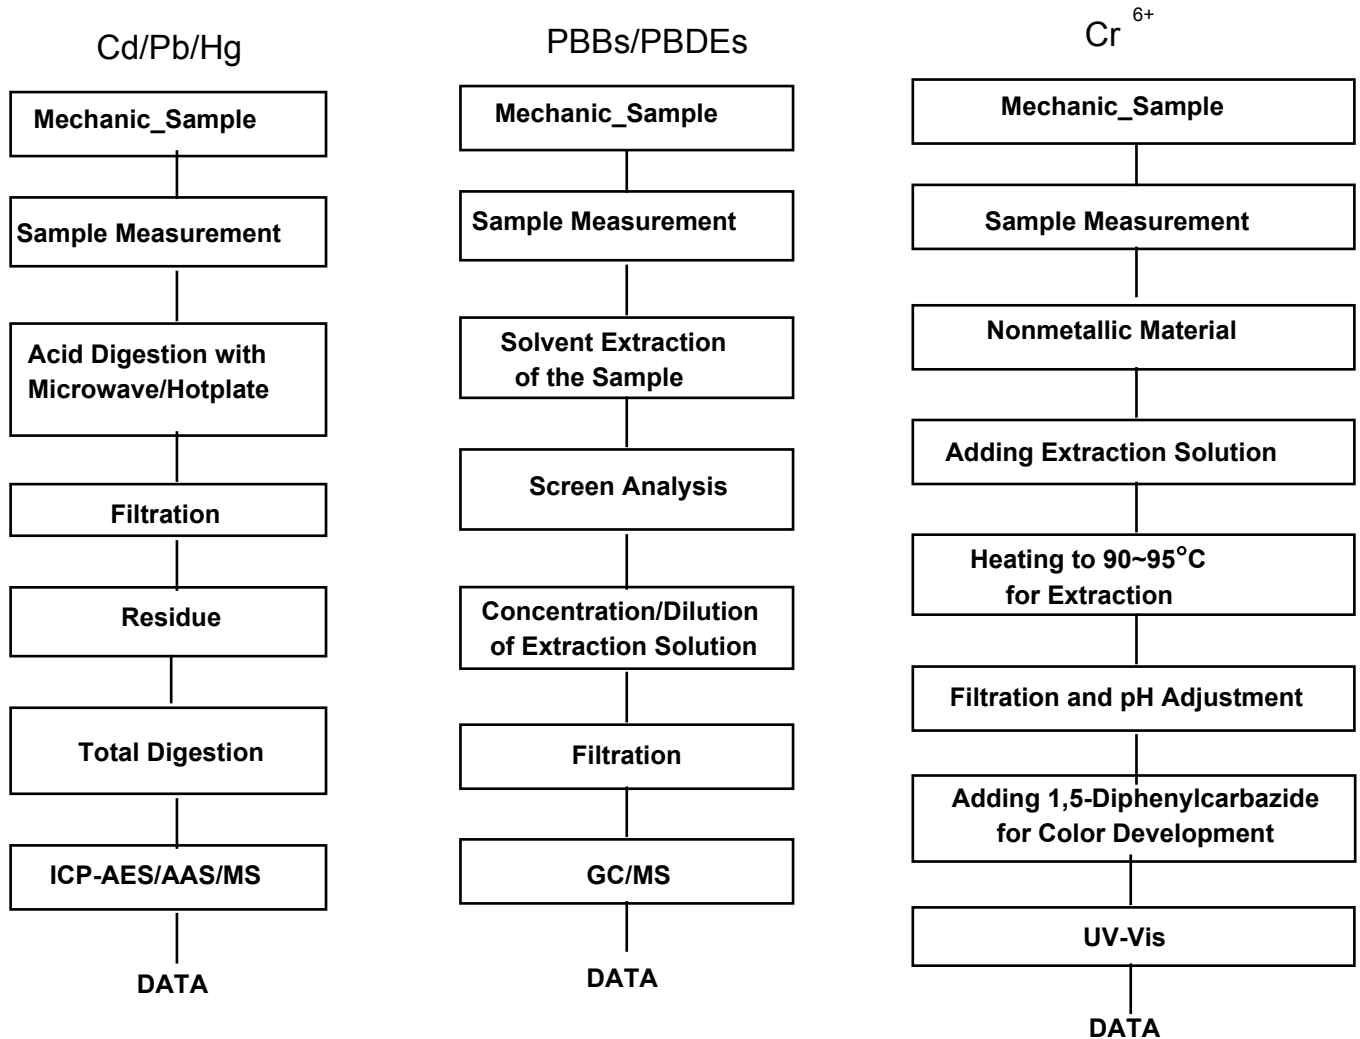 Cd/Pb/Hg
Mechanic_Sample
Sample Measurement
Acid Digestion with
Microwave/Hotplate
Filtration
Residue
Total Digestion
ICP-AES/AAS/MS
DATA
PBBs/PBDEs
Mechanic_Sample
Sample Measurement
Solvent Extraction
of the Sample
Screen Analysis
Concentration/Dilution
of Extraction Solution
Filtration
GC/MS
DATA
Cr 6+
Mechanic_Sample
Sample Measurement
Nonmetallic Material
Adding Extraction Solution
Heating to 90~95°C
for Extraction
Filtration and pH Adjustment
Adding 1,5-Diphenylcarbazide
for Color Development
UV-Vis
DATA